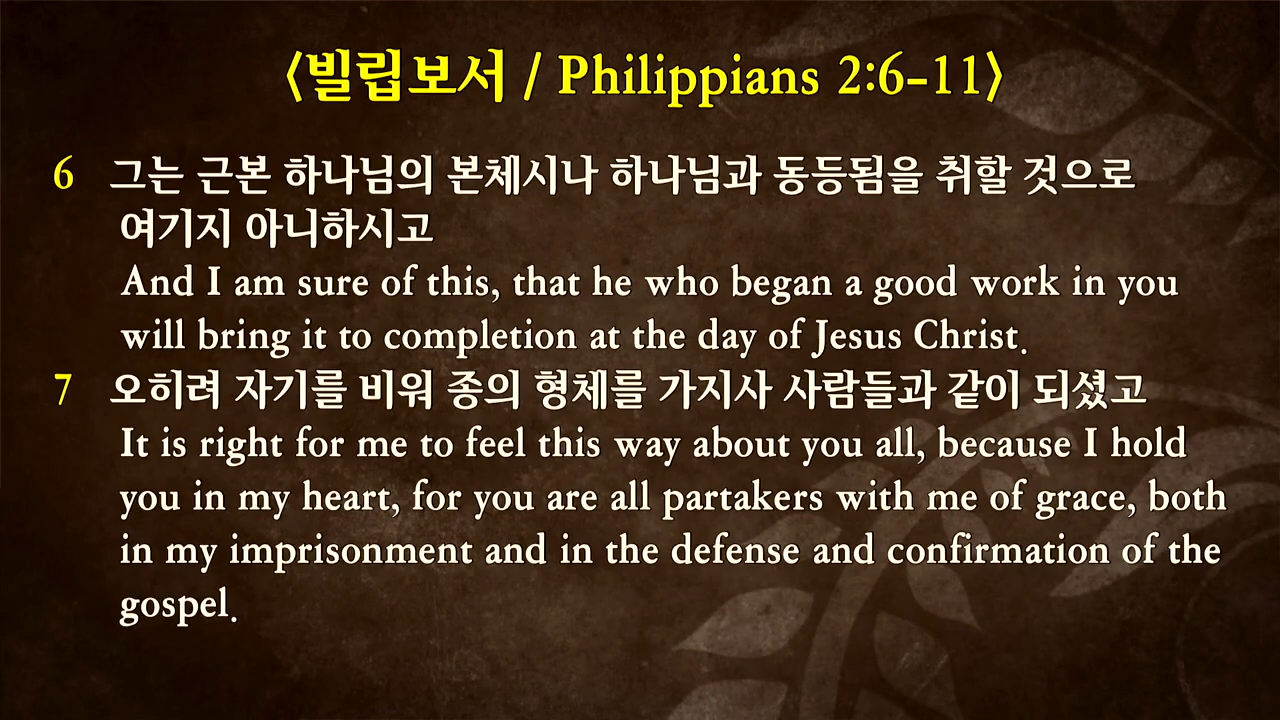 〈빌립보서 / Philippians 2:6-11〉
6 그는 근본 하나님의 본체시나 하나님과 동등됨을 취할 것으로
여기지 아니하시고
And I am sure of this, that he who began a good work in you
will bring it to completion at the day of Jesus Christ.
7 오히려 자기를 비워 종의 형체를 가지사 사람들과 같이 되셨고
It is right for me to feel this way about you all, because I hold
you in my heart, for you are all partakers with me of grace, both
in my imprisonment and in the defense and confirmation of the
gospel.